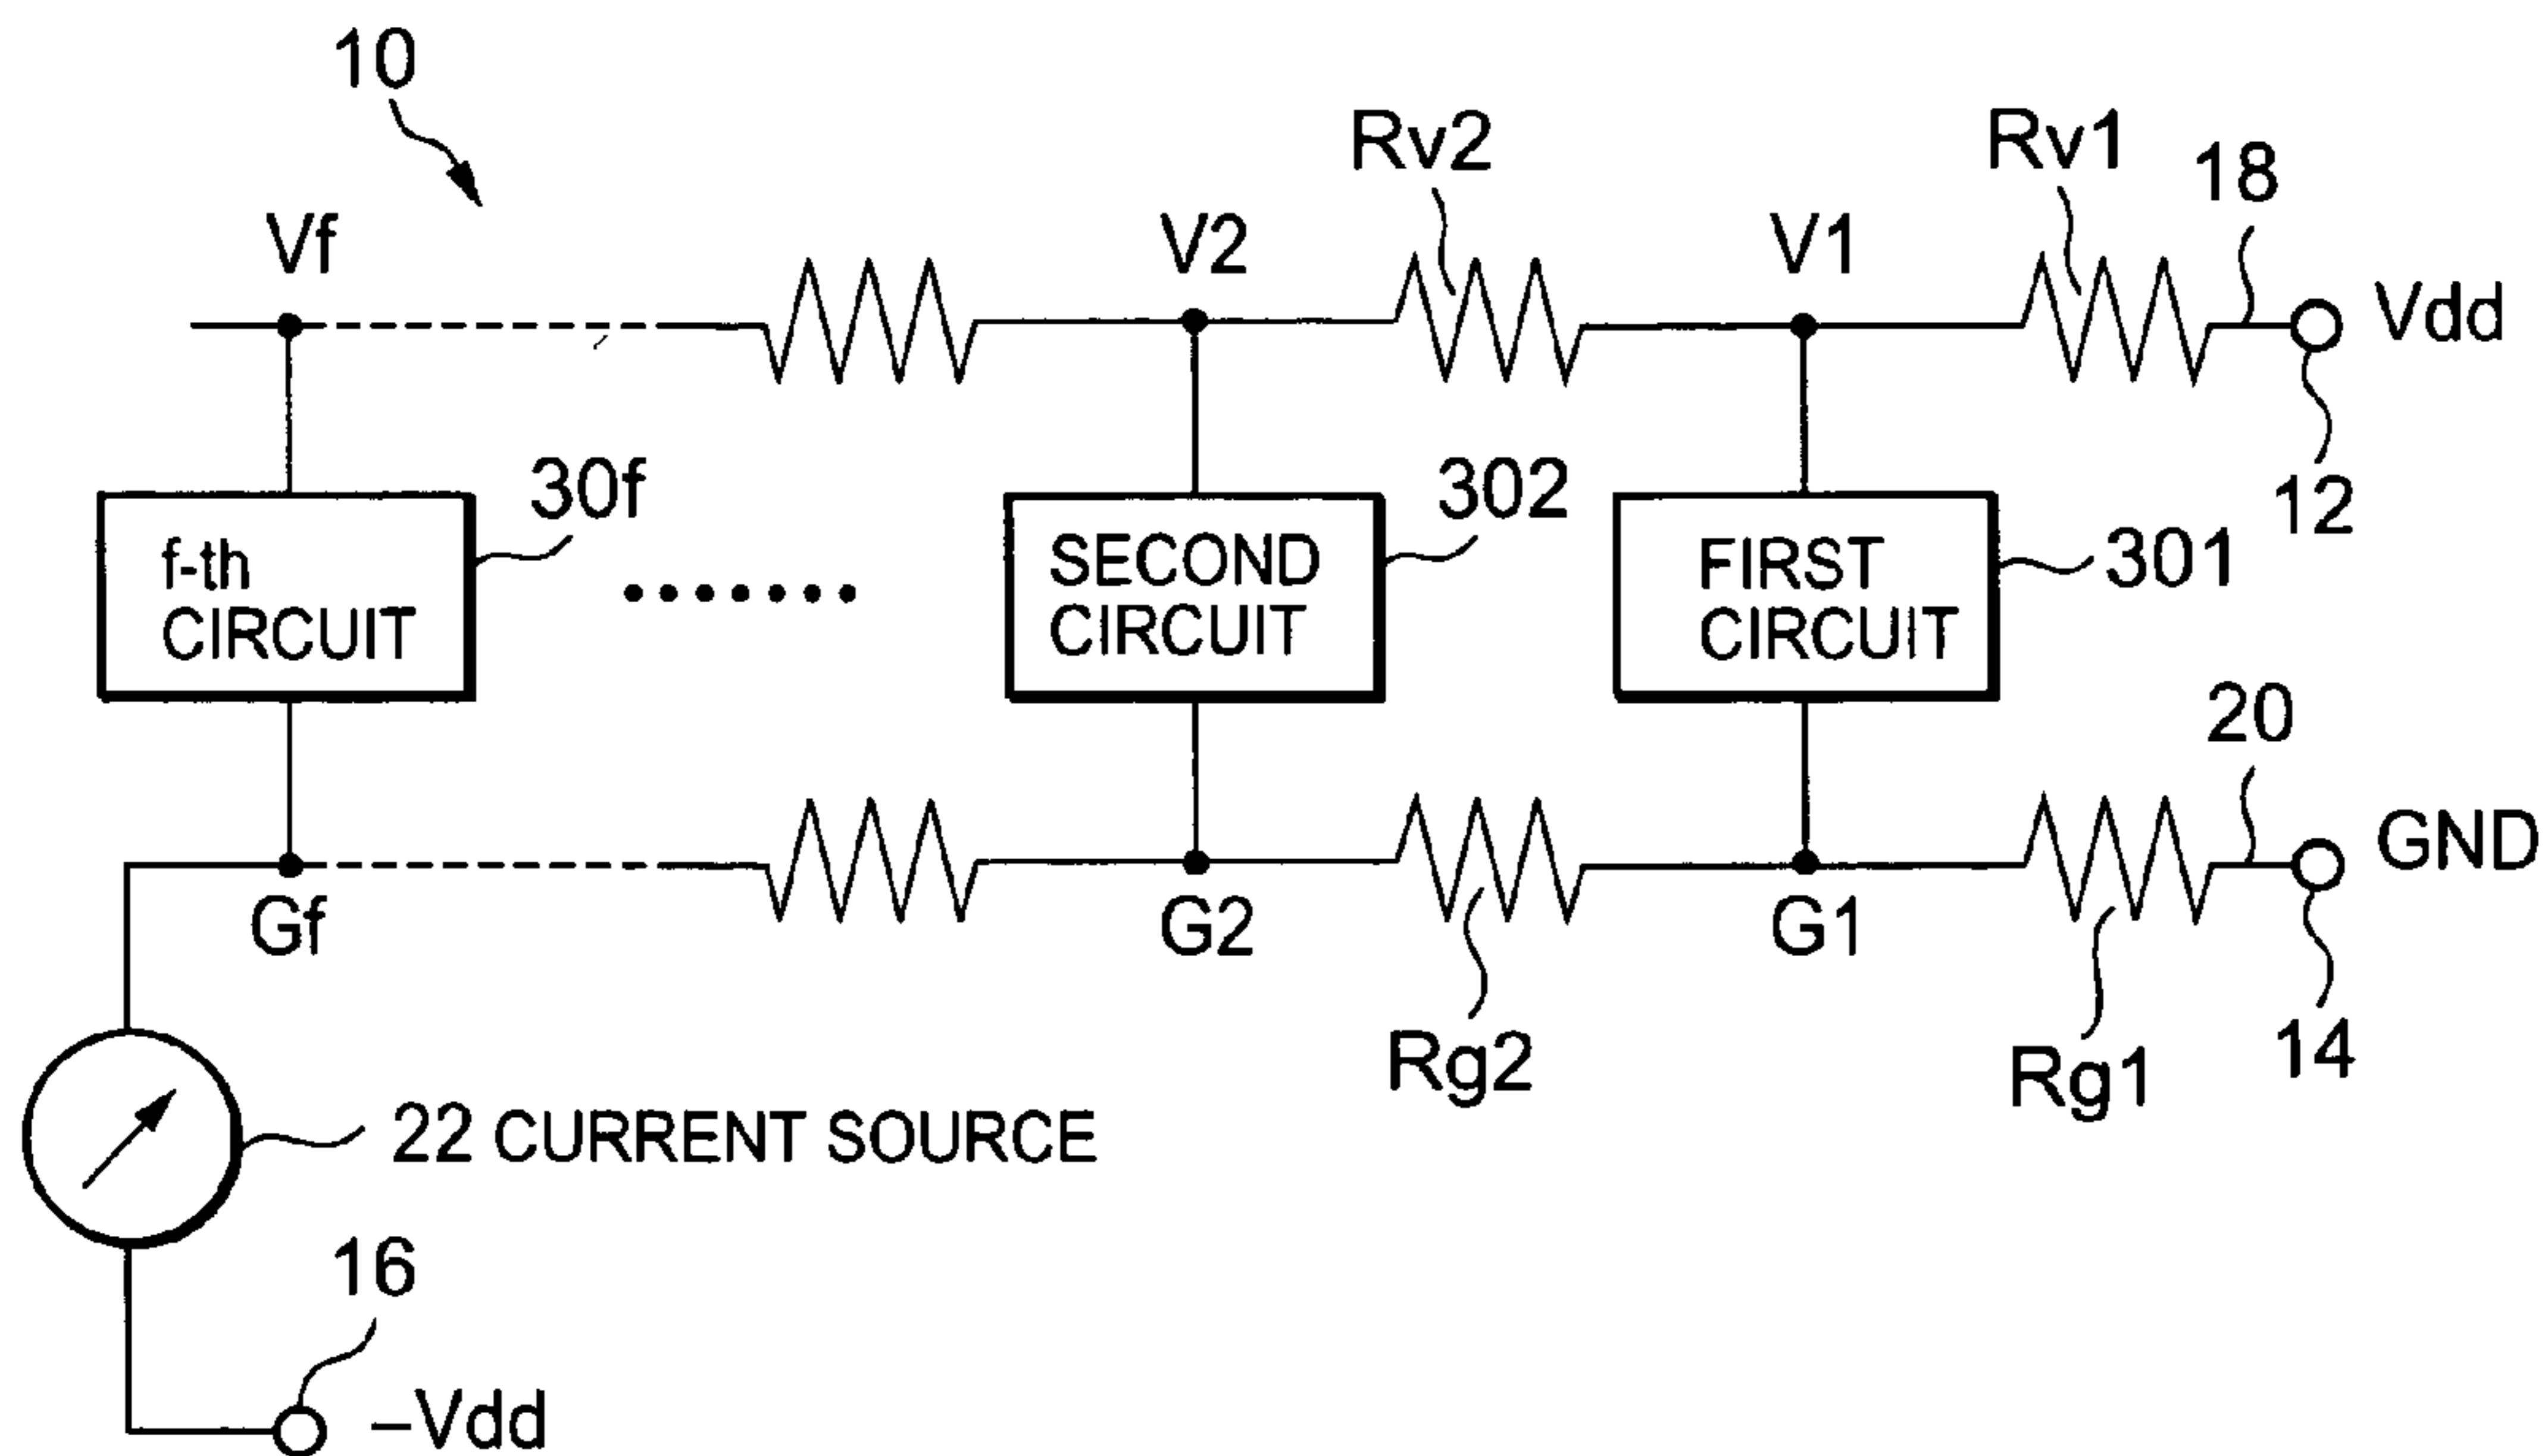 10
Rv2
Rv1
18
Vf
V2
V1
Vdd
12
30f
302
301
f-th
CIRCUIT
SECOND
CIRCUIT
FIRST
CIRCUIT
20
GND
Gf
G2
G1
14
Rg2
Rg1
22 CURRENT SOURCE
16
–Vdd